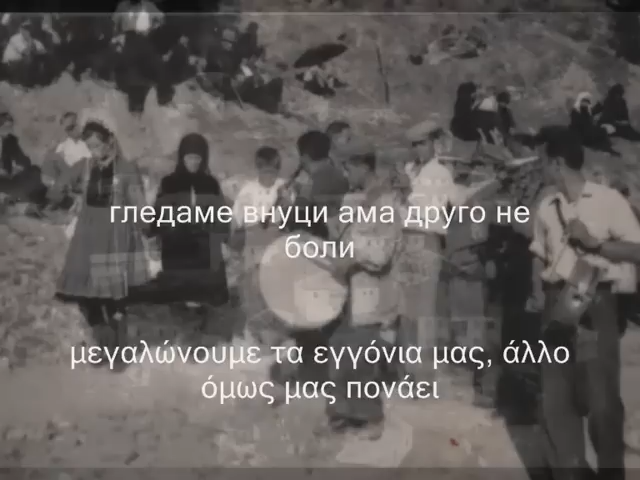 гледаме внуци ама друго не
боли
μεγαλώνουμε τα εγγόνια μας, άλλο
όμως μας πονάει